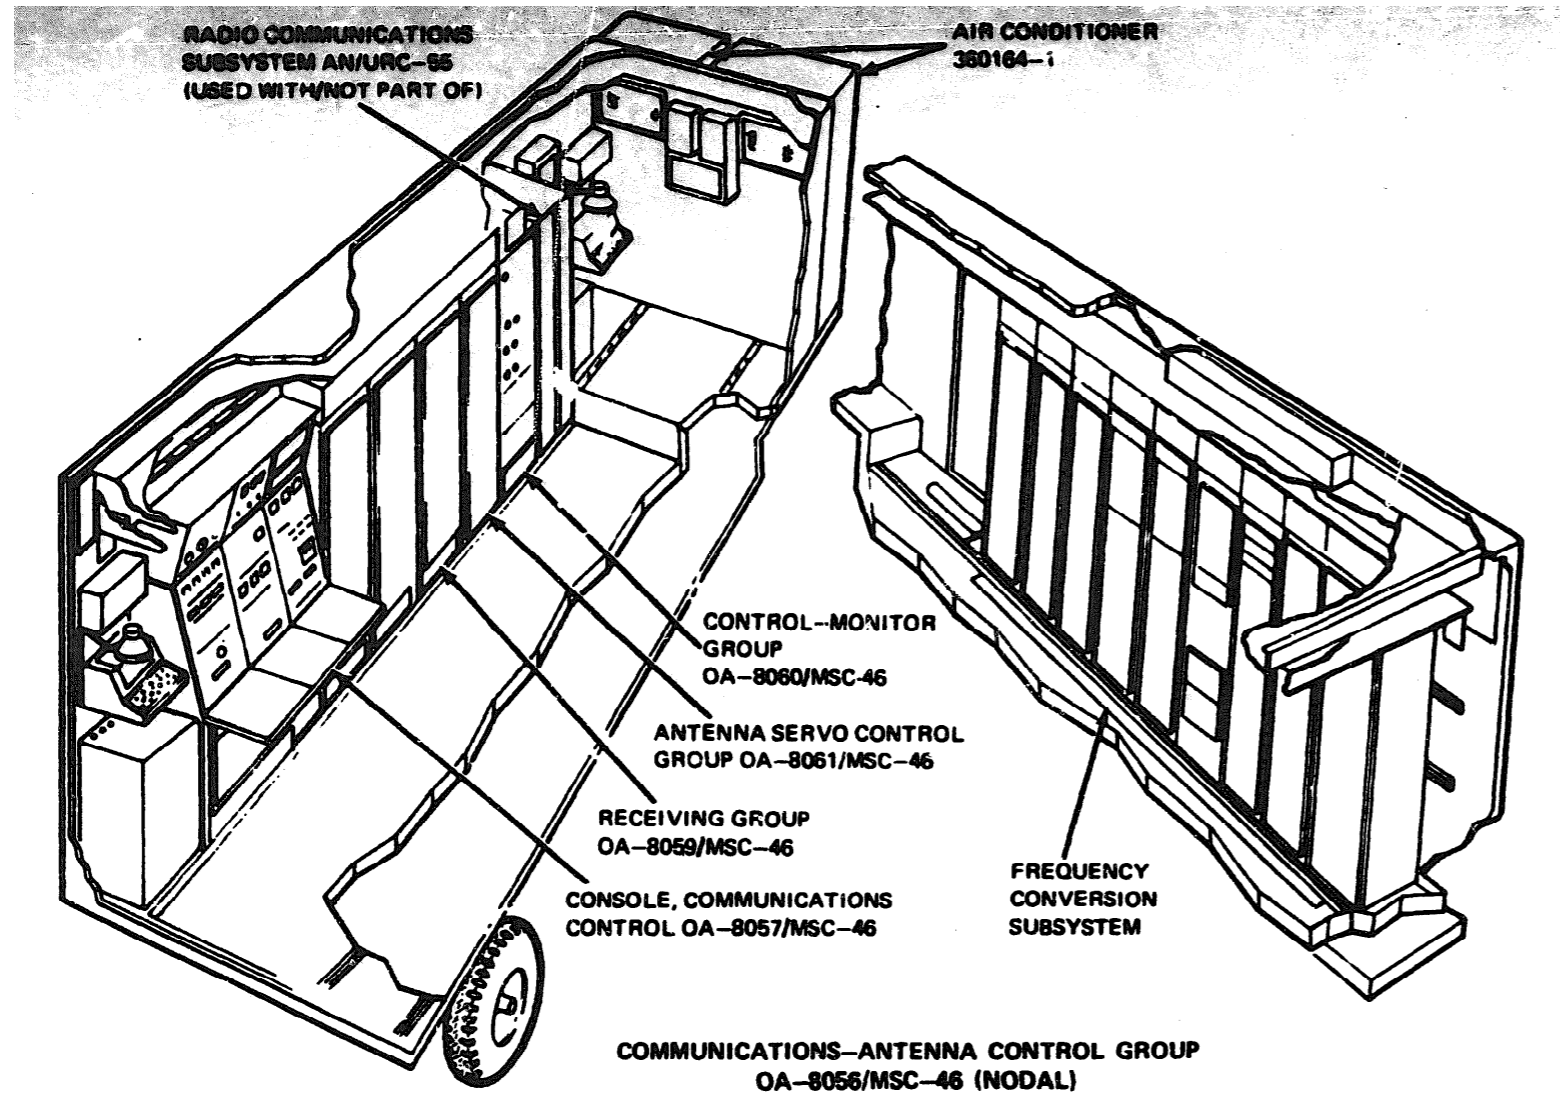 RADIO COMMUNICATIONS
SUBSYSTEM AN/URC-55
(USED WITH/NOT PART OF)
AIR CONDITIONER
360164-1
CONTROL-MONITOR
GROUP
OA-8060/MSC-46
ANTENNA SERVO CONTROL
GROUP OA-8061/MSC-46
RECEIVING GROUP
OA-8059/MSC-46
CONSOLE, COMMUNICATIONS
CONTROL OA-8057/MSC-46
FREQUENCY
CONVERSION
SUBSYSTEM
COMMUNICATIONS-ANTENNA CONTROL GROUP
OA-8056/MSC-46 (NODAL)